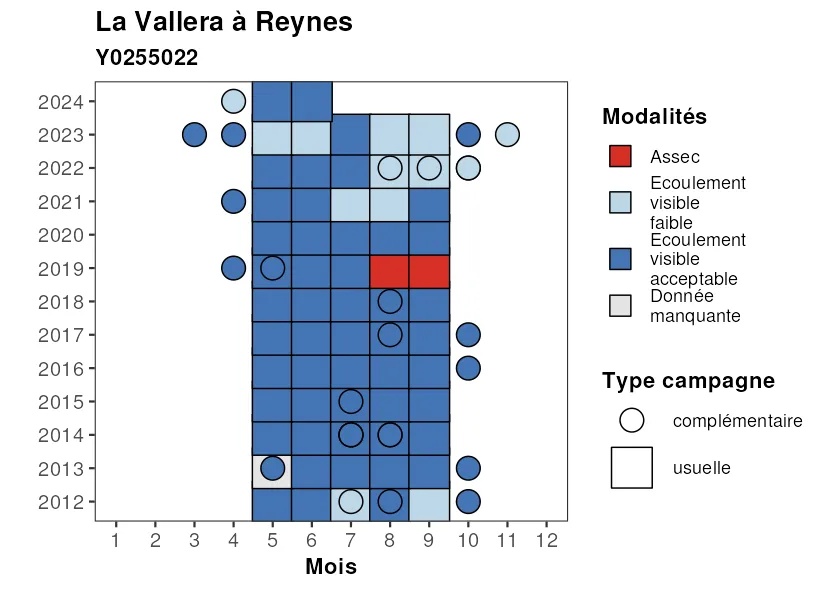 La Vallera à Reynes
Y0255022
2024
2023
2022
2021
2020
2019
2018
2017
2016
2015
2014
2013
2012
1 2 3 4 5 6 7 8 9 10 11 12
Mois
Modalités
Assec
Ecoulement
visible
faible
Ecoulement
visible
acceptable
Donnée
manquante
Type campagne
complémentaire
usuelle